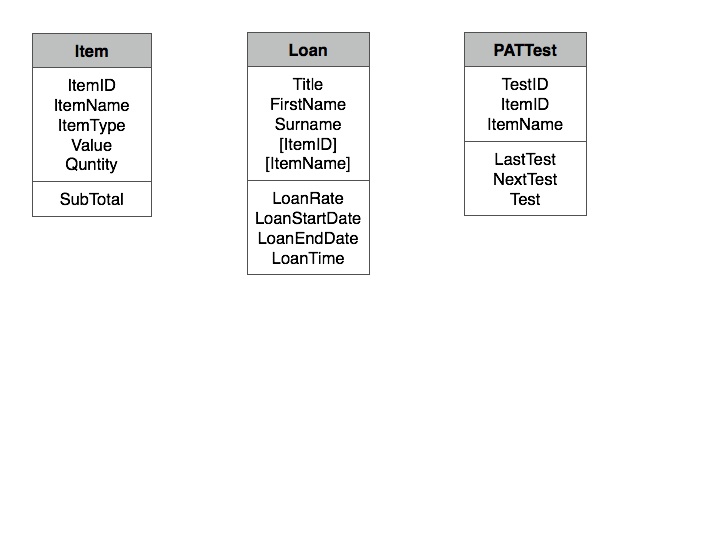 Item
ItemID
ItemName
ItemType
Value
Quntity
SubTotal
Loan
Title
FirstName
Surname
[ItemID]
[ItemName]
LoanRate
LoanStartDate
LoanEndDate
LoanTime
PATTest
TestID
ItemID
ItemName
LastTest
NextTest
Test